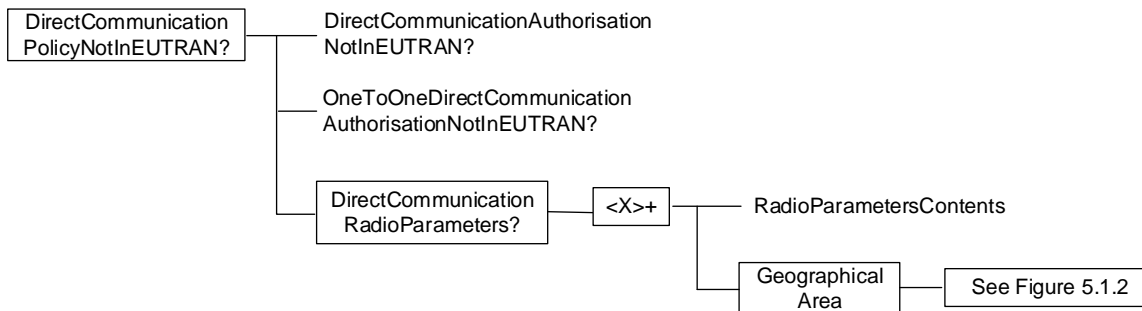 DirectCommunication
PolicyNotInEUTRAN?
DirectCommunicationAuthorisation
NotInEUTRAN?
OneToOneDirectCommunication
AuthorisationNotInEUTRAN?
DirectCommunication
RadioParameters?
<X>+
RadioParametersContents
Geographical
Area
See Figure 5.1.2